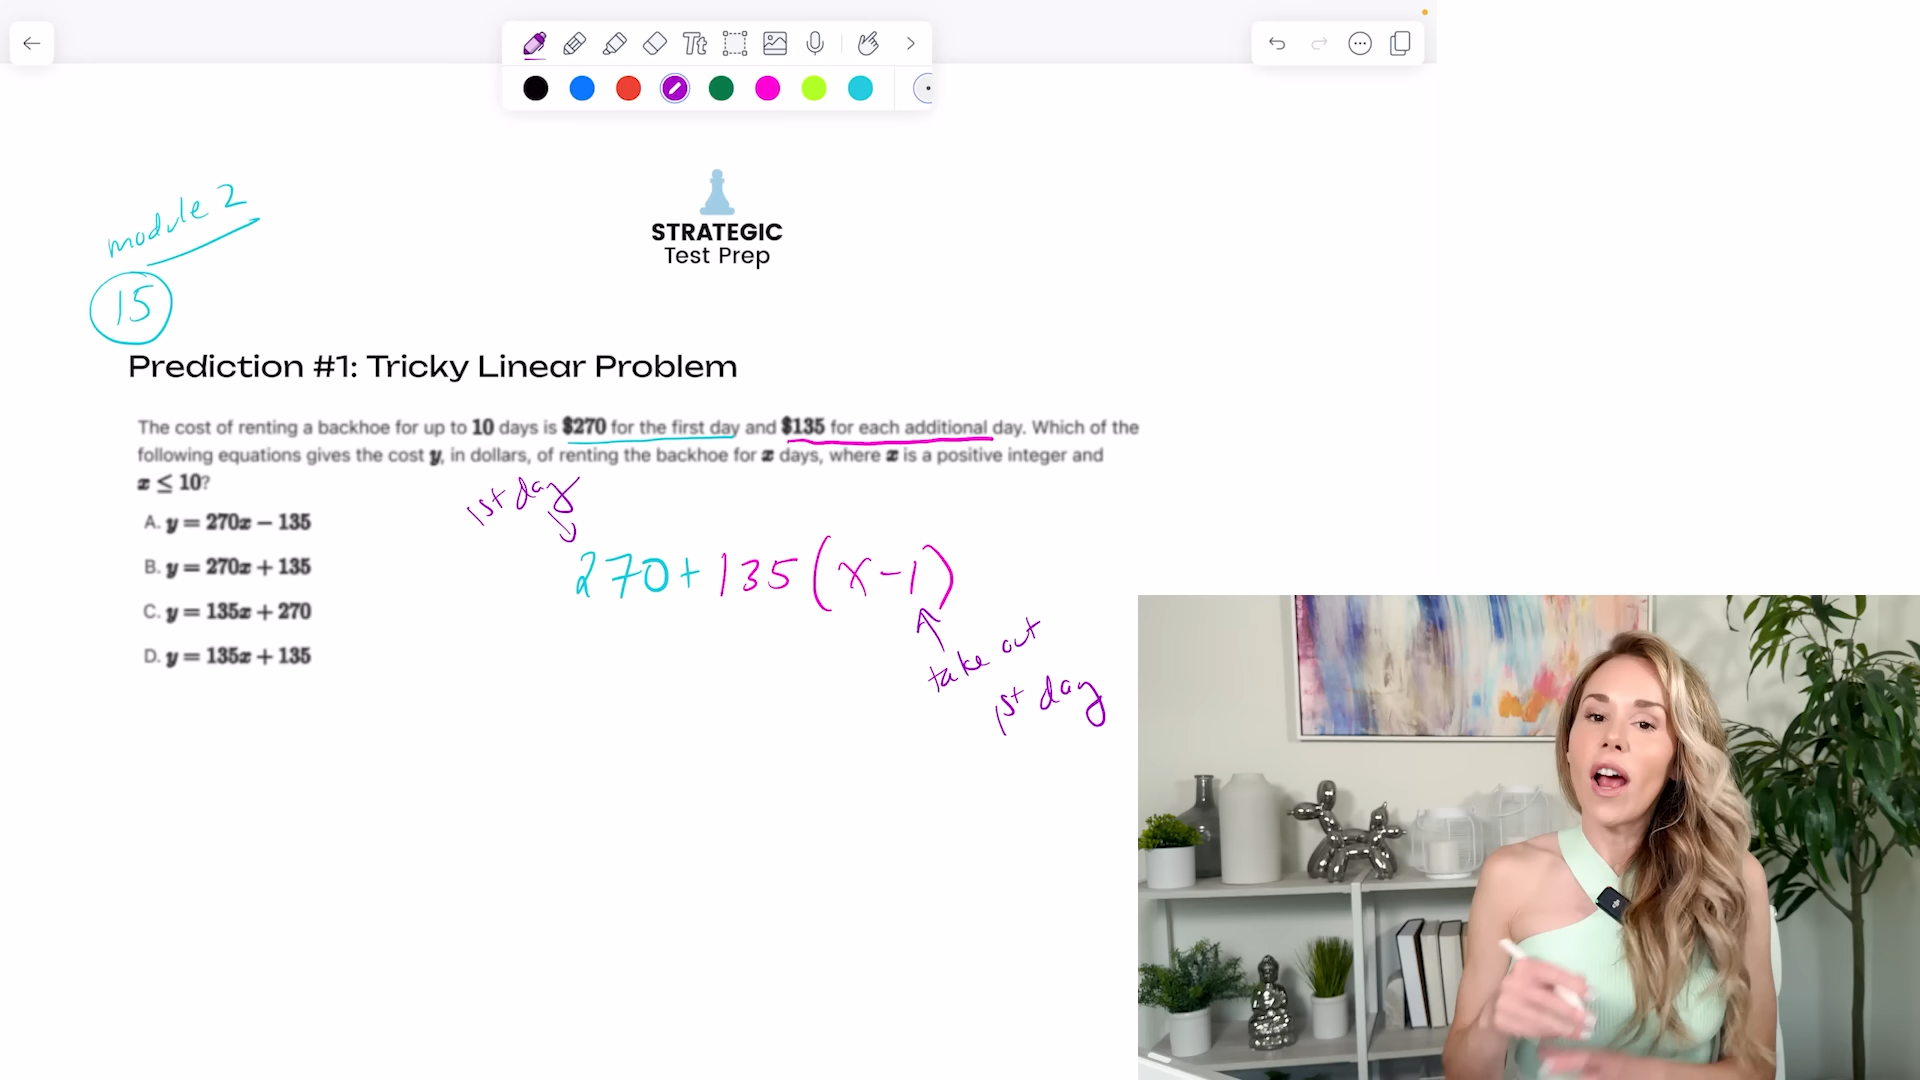 Tt
module 2
15
STRATEGIC
Test Prep
Prediction #1: Tricky Linear Problem
The cost of renting a backhoe for up to 10 days is $270 for the first day and $135 for each additional day. Which of the
following equations gives the cost y, in dollars, of renting the backhoe for x days, where x is a positive integer and
x ≤ 10?
A. y = 270x − 135
B. y = 270x + 135
C. y = 135x + 270
D. y = 135x + 135
1st day
270 + 135 (x - 1)
take out
1st day